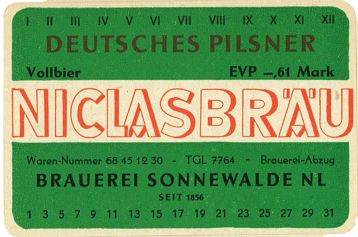 I II III IV V VI VII VIII IX X XI XII
DEUTSCHES PILSNER
Vollbier EVP —,61 Mark
NICLASBRÄU
Waren-Nummer 68 45 12 30 - TGL 7764 - Brauerei-Abzug
BRAUEREI SONNEWALDE NL
SEIT 1856
1 3 5 7 9 11 13 15 17 19 21 23 25 27 29 31